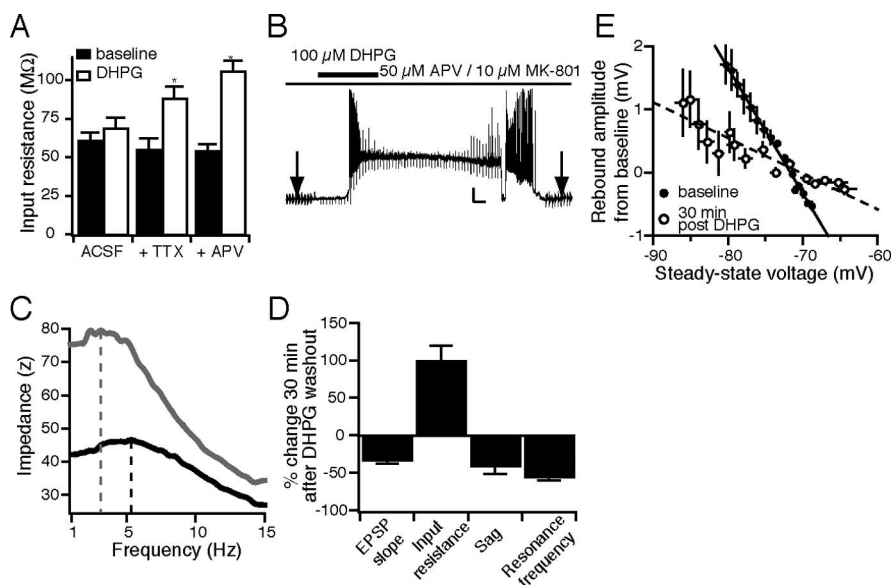 A
baseline
DHPG
Input resistance (MΩ)
100
75
50
25
0
*
*
ACSF
+ TTX
+ APV
B
100 μM DHPG
50 μM APV / 10 μM MK-801
E
Rebound amplitude
from baseline (mV)
2
1
0
-1
baseline
30 min
post DHPG
-90
-80
-70
-60
Steady-state voltage (mV)
C
Impedance (z)
80
70
60
50
40
30
1
5
10
15
Frequency (Hz)
D
% change 30 min
after DHPG washout
150
100
50
0
-50
-100
EPSP
slope
Input
resistance
Sag
Resonance
frequency